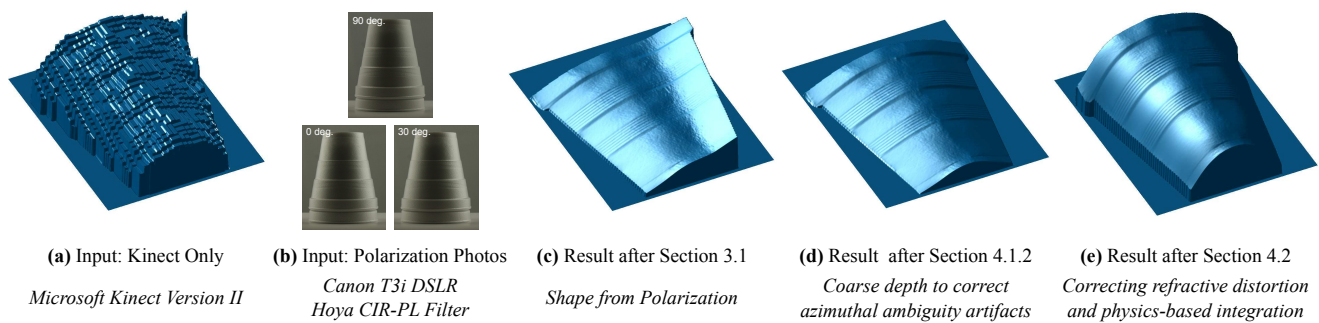 90 deg.
0 deg.
30 deg.
(a) Input: Kinect Only
Microsoft Kinect Version II
(b) Input: Polarization Photos
Canon T3i DSLR
Hoya CIR-PL Filter
(c) Result after Section 3.1
Shape from Polarization
(d) Result after Section 4.1.2
Coarse depth to correct
azimuthal ambiguity artifacts
(e) Result after Section 4.2
Correcting refractive distortion
and physics-based integration